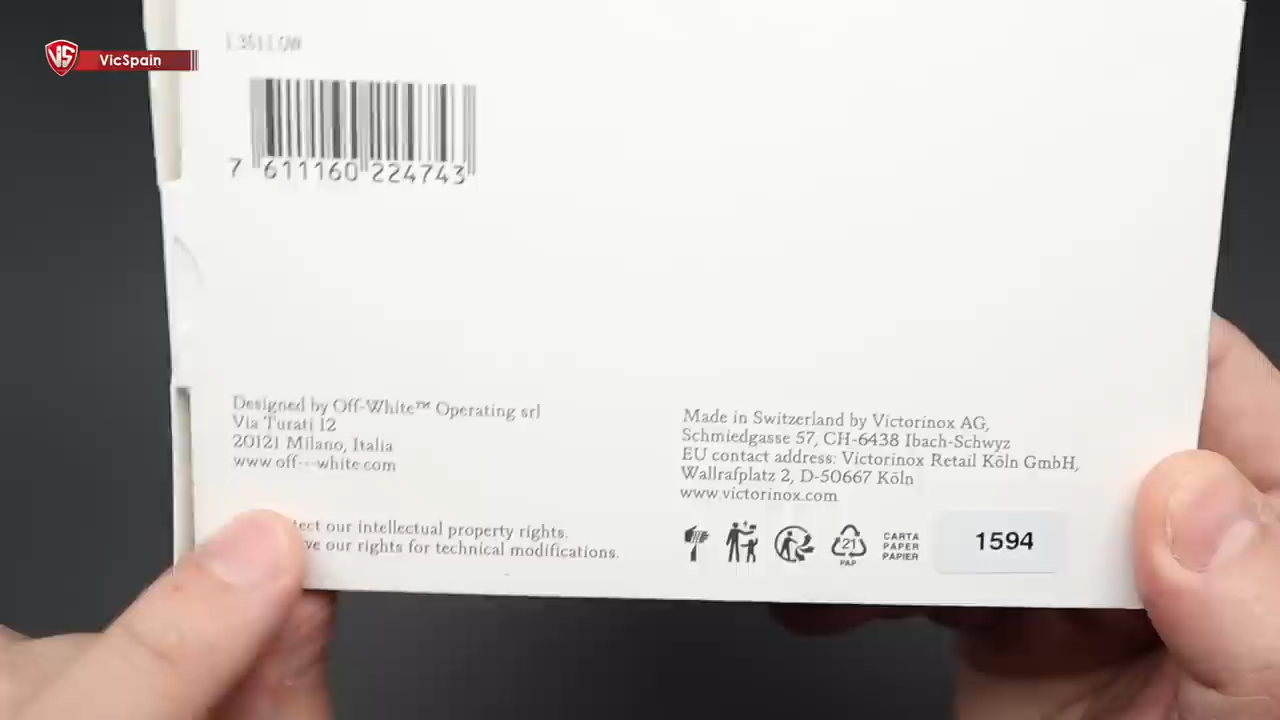 VS VicSpain
7 611160 224743
Designed by Off-White™ Operating srl
Via Turati 12
20121 Milano, Italia
www.off---white.com
tect our intellectual property rights.
ve our rights for technical modifications.
Made in Switzerland by Victorinox AG,
Schmiedgasse 57, CH-6438 Ibach-Schwyz
EU contact address: Victorinox Retail Köln GmbH,
Wallrafplatz 2, D-50667 Köln
www.victorinox.com
21
PAP
CARTA
PAPER
PAPIER
1594